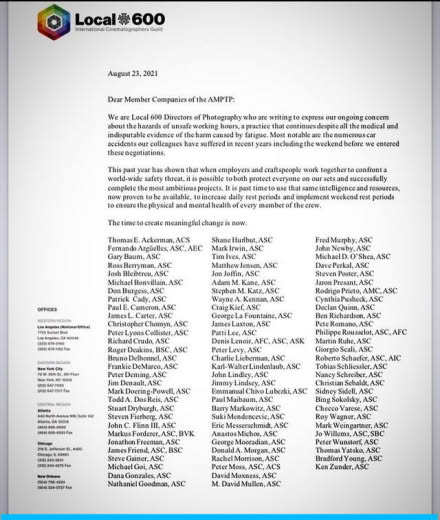 Local 600
International Cinematographers Guild
August 23, 2021
Dear Member Companies of the AMPTP:
We are Local 600 Directors of Photography who are writing to express our ongoing concern
about the hazards of unsafe working hours, a practice that continues despite all the medical and
indisputable evidence of the harm caused by fatigue. Most notable are the numerous car
accidents our colleagues have suffered in recent years including the weekend before we entered
these negotiations.
This past year has shown that when employers and craftspeople work together to confront a
world-wide safety threat, it is possible to both protect everyone on our sets and successfully
complete the most ambitious projects. It is past time to use that same intelligence and resources,
now proven to be available, to increase daily rest periods and implement weekend rest periods
to ensure the physical and mental health of every member of the crew.
The time to create meaningful change is now.
Thomas E. Ackerman, ACS
Fernando Argüelles, ASC, AEC
Gary Baum, ASC
Ross Berryman, ASC
Josh Bleibtreu, ASC
Michael Bonvillain, ASC
Don Burgess, ASC
Patrick Cady, ASC
Paul E. Cameron, ASC
James L. Carter, ASC
Christopher Chomyn, ASC
Peter Lyons Collister, ASC
Richard Crudo, ASC
Roger Deakins, BSC, ASC
Bruno Delbonnel, ASC
Frankie DeMarco, ASC
Peter Deming, ASC
Jim Denault, ASC
Mark Doering-Powell, ASC
Todd A. Dos Reis, ASC
Stuart Dryburgh, ASC
Steven Fierberg, ASC
John C. Flinn III, ASC
Markus Forderer, ASC, BVK
Jonathon Freeman, ASC
James Friend, ASC, BSC
Steve Gainer, ASC
Michael Goi, ASC
Dana Gonzales, ASC
Nathaniel Goodman, ASC
Shane Hurlbut, ASC
Mark Irwin, ASC
Tim Ives, ASC
Matthew Jensen, ASC
Jon Joffin, ASC
Adam M. Kane, ASC
Stephen M. Katz, ASC
Wayne A. Kennan, ASC
Craig Kief, ASC
George La Fountaine, ASC
James Laxton, ASC
Patti Lee, ASC
Denis Lenoir, AFC, ASC, ASK
Peter Levy, ASC
Charlie Lieberman, ASC
Karl-Walter Lindenlaub, ASC
John Lindley, ASC
Jimmy Lindsey, ASC
Emmanual Chivo Lubezki, ASC
Paul Maibaum, ASC
Barry Markowitz, ASC
Suki Medencevic, ASC
Eric Messerschmidt, ASC
Anastos Michos, ASC
George Mooradian, ASC
Donald A. Morgan, ASC
Rachel Morrison, ASC
Peter Moss, ASC, ACS
David Moxness, ASC
M. David Mullen, ASC
Fred Murphy, ASC
John Newby, ASC
Michael D. O'Shea, ASC
Dave Perkal, ASC
Steven Poster, ASC
Jaron Presant, ASC
Rodrigo Prieto, AMC, ASC
Cynthia Pusheck, ASC
Declan Quinn, ASC
Ben Richardson, ASC
Pete Romano, ASC
Philippe Rousselot, ASC, AFC
Martin Ruhe, ASC
Giorgio Scali, ASC
Roberto Schaefer, ASC, AIC
Tobias Schliessler, ASC
Nancy Schreiber, ASC
Christian Sebaldt, ASC
Sidney Sidell, ASC
Bing Sokolsky, ASC
Checco Varese, ASC
Roy Wagner, ASC
Mark Weingartner, ASC
Jo Willems, ASC, SBC
Peter Wunstorf, ASC
Thomas Yatsko, ASC
Bradford Young, ASC
Ken Zunder, ASC
OFFICES
WESTERN REGION
Los Angeles (National Office)
EASTERN REGION
New York City
CENTRAL REGION
Atlanta
Chicago
New Orleans